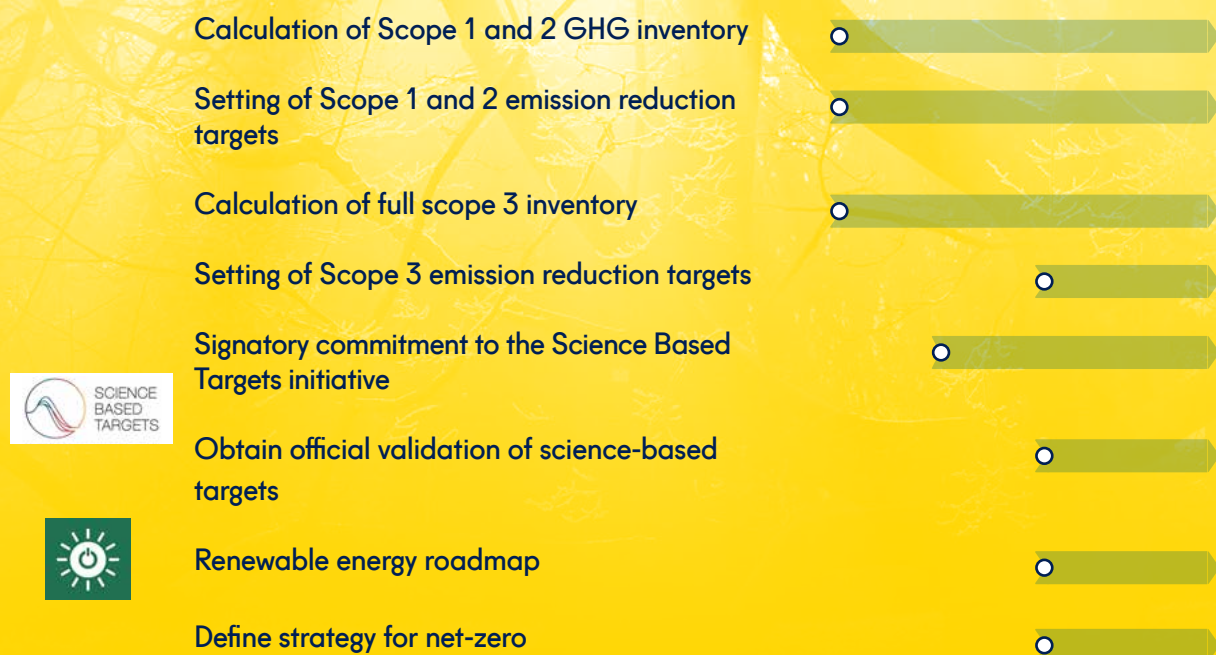 Calculation of Scope 1 and 2 GHG inventory
Setting of Scope 1 and 2 emission reduction
targets
Calculation of full scope 3 inventory
Setting of Scope 3 emission reduction targets
Signatory commitment to the Science Based
Targets initiative
SCIENCE
BASED
TARGETS
Obtain official validation of science-based
targets
Renewable energy roadmap
Define strategy for net-zero